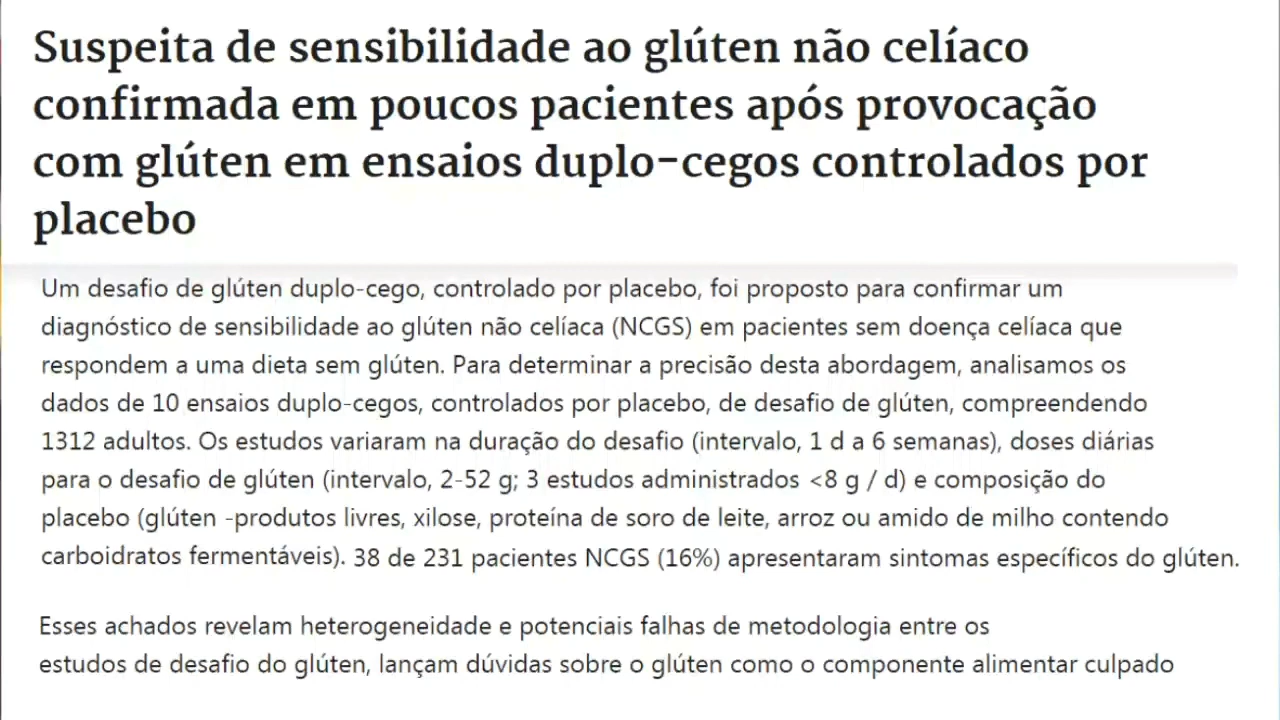 Suspeita de sensibilidade ao glúten não celíaco
confirmada em poucos pacientes após provocação
com glúten em ensaios duplo-cegos controlados por
placebo
Um desafio de glúten duplo-cego, controlado por placebo, foi proposto para confirmar um
diagnóstico de sensibilidade ao glúten não celíaca (NCGS) em pacientes sem doença celíaca que
respondem a uma dieta sem glúten. Para determinar a precisão desta abordagem, analisamos os
dados de 10 ensaios duplo-cegos, controlados por placebo, de desafio de glúten, compreendendo
1312 adultos. Os estudos variaram na duração do desafio (intervalo, 1 d a 6 semanas), doses diárias
para o desafio de glúten (intervalo, 2-52 g; 3 estudos administrados <8 g / d) e composição do
placebo (glúten -produtos livres, xilose, proteína de soro de leite, arroz ou amido de milho contendo
carboidratos fermentáveis). 38 de 231 pacientes NCGS (16%) apresentaram sintomas específicos do glúten.
Esses achados revelam heterogeneidade e potenciais falhas de metodologia entre os
estudos de desafio do glúten, lançam dúvidas sobre o glúten como o componente alimentar culpado